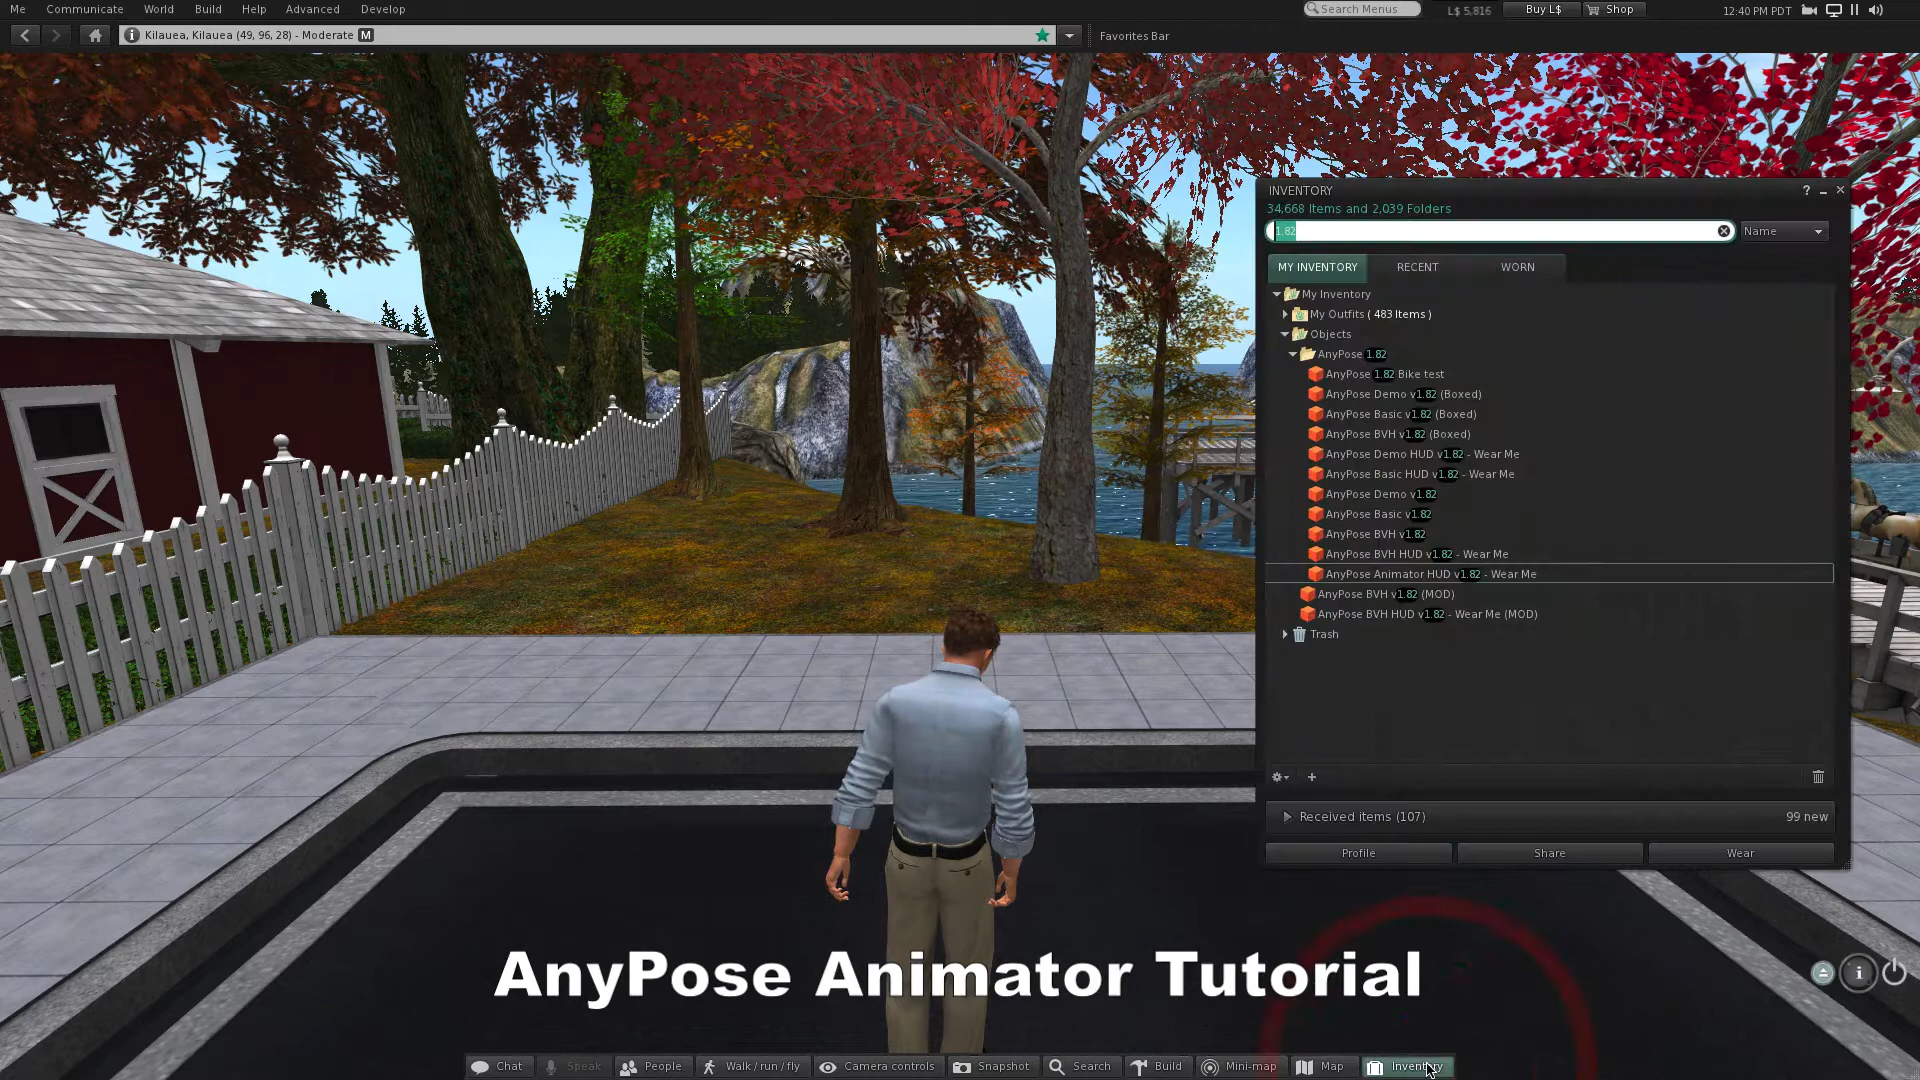 Me Communicate World Build Help Advanced Develop Search Menus L$ 5,816 Buy L$ Shop 12:40 PM PDT
Kilauea, Kilauea (49, 96, 28) - Moderate M Favorites Bar
INVENTORY ?
34,668 Items and 2,039 Folders
1.82 Name
MY INVENTORY RECENT WORN
My Inventory
My Outfits ( 483 Items )
Objects
AnyPose 1.82
AnyPose 1.82 Bike test
AnyPose Demo v1.82 (Boxed)
AnyPose Basic v1.82 (Boxed)
AnyPose BVH v1.82 (Boxed)
AnyPose Demo HUD v1.82 - Wear Me
AnyPose Basic HUD v1.82 - Wear Me
AnyPose Demo v1.82
AnyPose Basic v1.82
AnyPose BVH v1.82
AnyPose BVH HUD v1.82 - Wear Me
AnyPose Animator HUD v1.82 - Wear Me
AnyPose BVH v1.82 (MOD)
AnyPose BVH HUD v1.82 - Wear Me (MOD)
Trash
Received items (107) 99 new
Profile Share Wear
AnyPose Animator Tutorial
Chat Speak People Walk / run / fly Camera controls Snapshot Search Build Mini-map Map Inventory